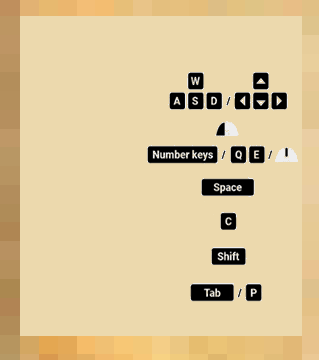 W
A S D /
Number keys / Q E /
Space
C
Shift
Tab / P